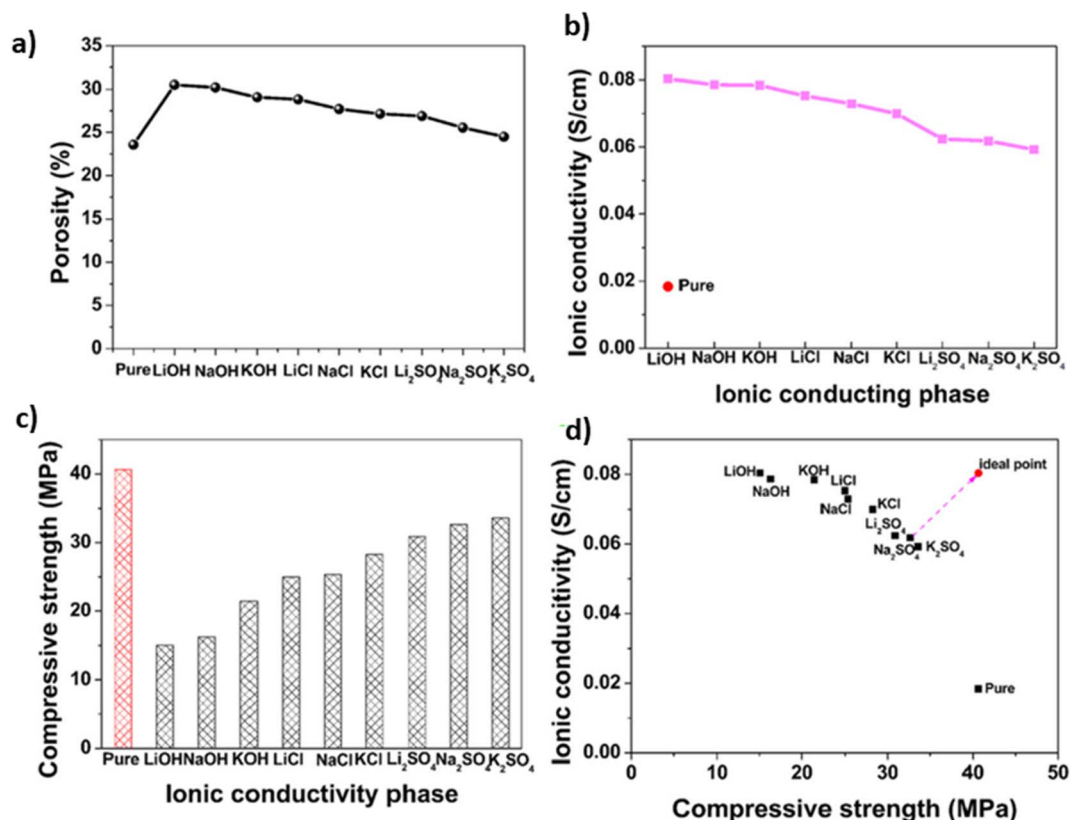 a)
35
30
25
20
15
10
5
0
Porosity (%)
Pure LiOH NaOH KOH LiCl NaCl KCl Li₂SO₄ Na₂SO₄ K₂SO₄
b)
0.08
0.06
0.04
0.02
0.00
Ionic conductivity (S/cm)
Pure
LiOH NaOH KOH LiCl NaCl KCl Li₂SO₄ Na₂SO₄ K₂SO₄
Ionic conducting phase
c)
40
30
20
10
0
Compressive strength (MPa)
Pure LiOH NaOH KOH LiCl NaCl KCl Li₂SO₄ Na₂SO₄ K₂SO₄
Ionic conductivity phase
d)
0.08
0.06
0.04
0.02
0.00
Ionic conducitivity (S/cm)
ideal point
LiOH
NaOH
KOH
LiCl
NaCl
KCl
Li₂SO₄
Na₂SO₄
K₂SO₄
Pure
0 10 20 30 40 50
Compressive strength (MPa)